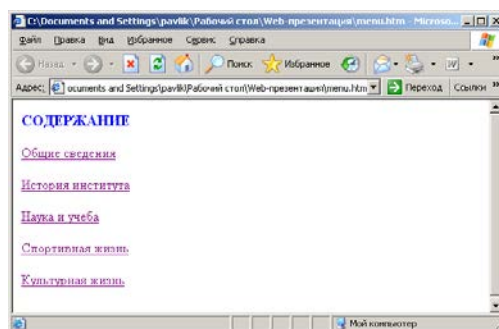 C:\Documents and Settings\pavlik\Рабочий стол\Web-презентация\menu.htm - Microso...
Файл Правка Вид Избранное Сервис Справка
Назад Поиск Избранное
Адрес: ocuments and Settings\pavlik\Рабочий стол\Web-презентация\menu.htm Переход Ссылки
СОДЕРЖАНИЕ
Общие сведения
История института
Наука и учеба
Спортивная жизнь
Культурная жизнь
Мой компьютер